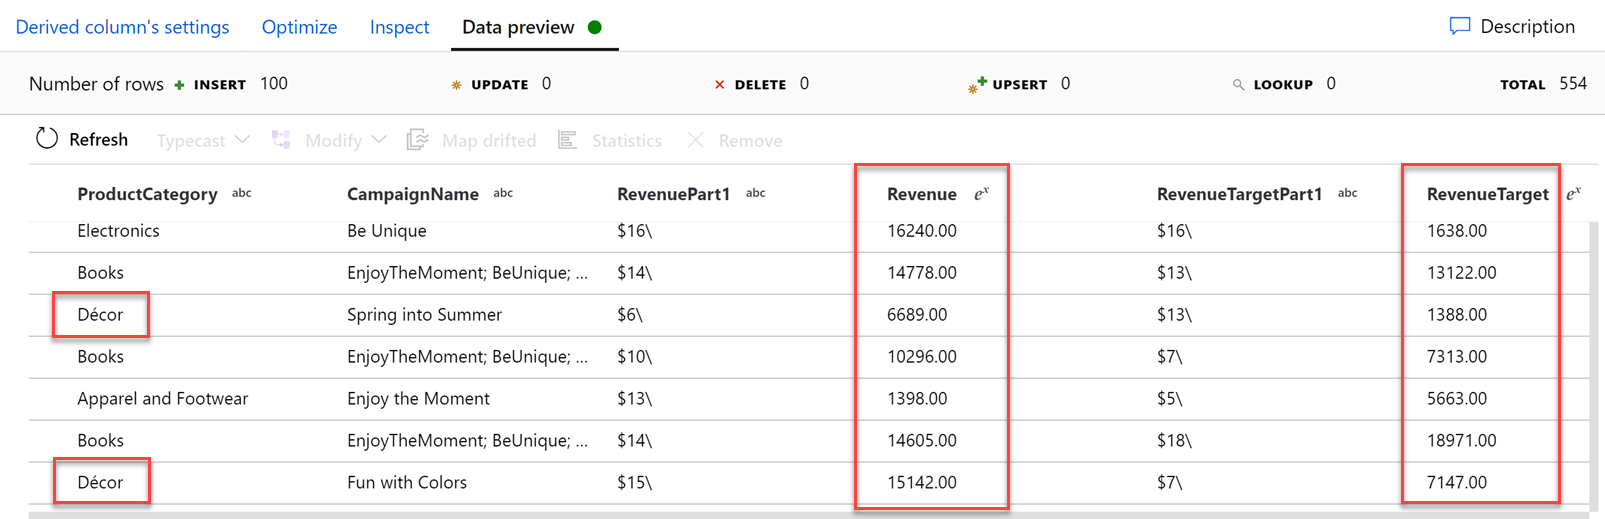 Derived column's settings Optimize Inspect Data preview Description
Number of rows INSERT 100 UPDATE 0 DELETE 0 UPSERT 0 LOOKUP 0 TOTAL 554
Refresh Typecast Modify Map drifted Statistics Remove
ProductCategory abc CampaignName abc RevenuePart1 abc Revenue eˣ RevenueTargetPart1 abc RevenueTarget eˣ
Electronics Be Unique $16\ 16240.00 $16\ 1638.00
Books EnjoyTheMoment; BeUnique; ... $14\ 14778.00 $13\ 13122.00
Décor Spring into Summer $6\ 6689.00 $13\ 1388.00
Books EnjoyTheMoment; BeUnique; ... $10\ 10296.00 $7\ 7313.00
Apparel and Footwear Enjoy the Moment $13\ 1398.00 $5\ 5663.00
Books EnjoyTheMoment; BeUnique; ... $14\ 14605.00 $18\ 18971.00
Décor Fun with Colors $15\ 15142.00 $7\ 7147.00